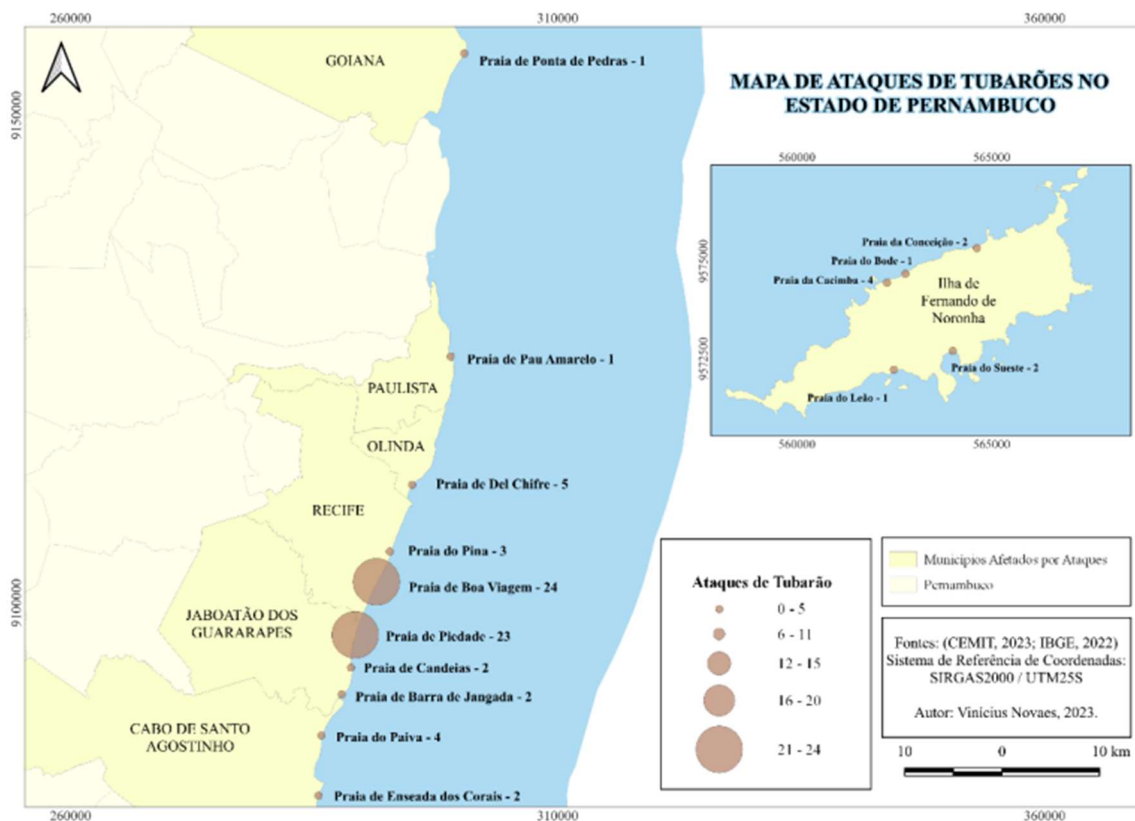 260000
310000
360000
9150000
9100000
GOIANA
Praia de Ponta de Pedras - 1
Praia de Pau Amarelo - 1
PAULISTA
OLINDA
Praia de Del Chifre - 5
RECIFE
Praia do Pina - 3
Praia de Boa Viagem - 24
JABOATÃO DOS
GUARARAPES
Praia de Piedade - 23
Praia de Candeias - 2
Praia de Barra de Jangada - 2
CABO DE SANTO
AGOSTINHO
Praia do Paiva - 4
Praia de Enseada dos Corais - 2
260000
310000
360000
MAPA DE ATAQUES DE TUBARÕES NO
ESTADO DE PERNAMBUCO
560000
565000
9575000
9572500
Praia da Conceição - 2
Praia do Bode - 1
Praia da Cacimba - 4
Ilha de
Fernando de
Noronha
Praia do Sueste - 2
Praia do Leão - 1
560000
565000
Ataques de Tubarão
0 - 5
6 - 11
12 - 15
16 - 20
21 - 24
Municípios Afetados por Ataques
Pernambuco
Fontes: (CEMIT, 2023; IBGE, 2022)
Sistema de Referência de Coordenadas:
SIRGAS2000 / UTM25S
Autor: Vinícius Novaes, 2023.
10
0
10 km